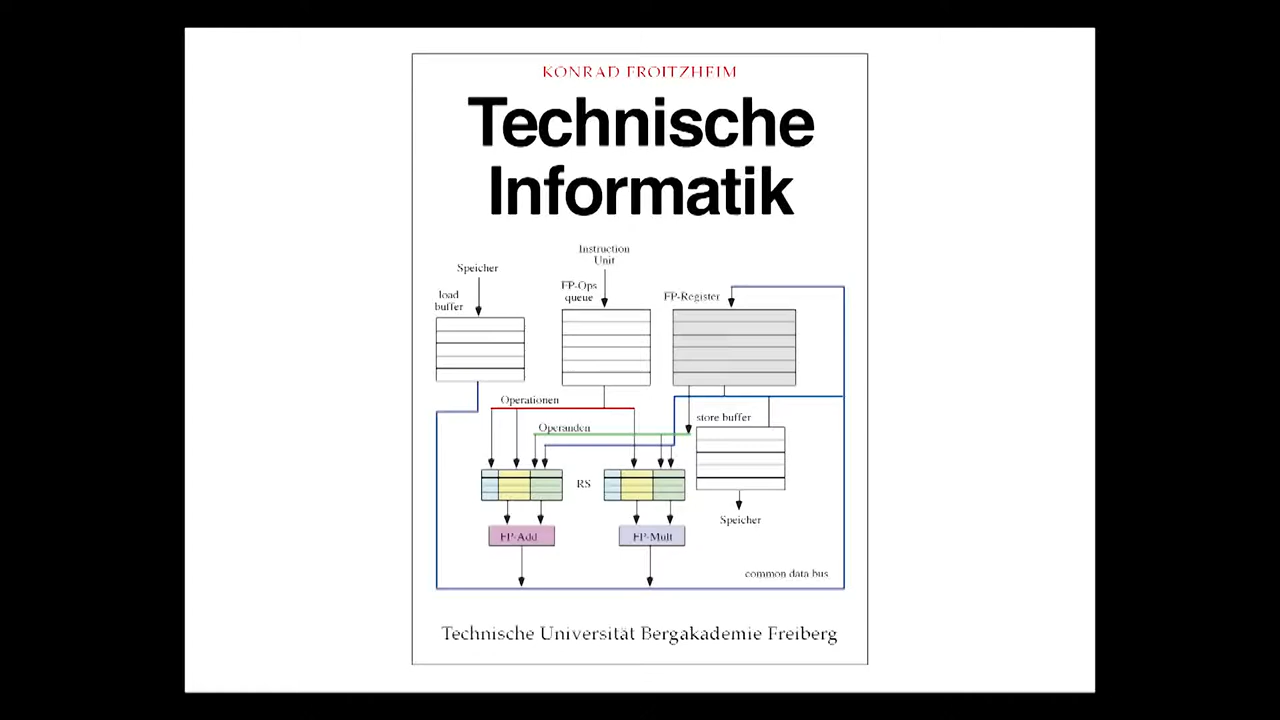 KONRAD FROITZHEIM
Technische
Informatik
Instruction
Unit
Speicher
FP-Ops
queue
load
buffer
FP-Register
Operationen
store buffer
Operanden
RS
Speicher
FP-Add
FP-Mult
common data bus
Technische Universität Bergakademie Freiberg